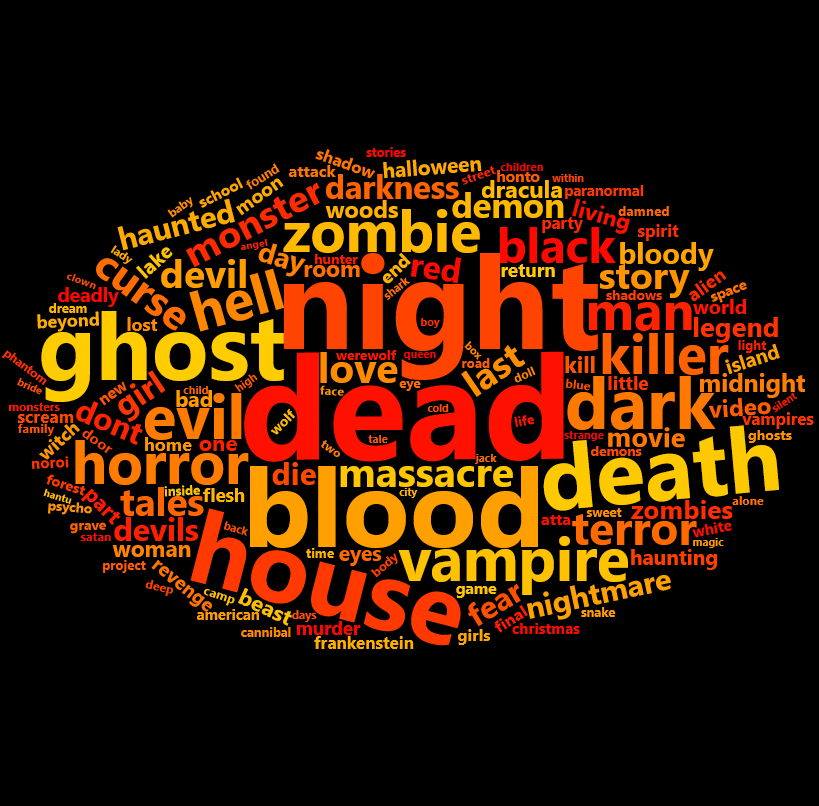 stories
shadow
halloween
children
street
attack
darkness
dracula
honto
within
found
school
baby
moon
monster
woods
demon
paranormal
haunted
angel
zombie
living
damned
lady
lake
hunter
day
room
end
red
black
party
spirit
bloody
curse
devil
hell
shark
return
story
alien
space
clown
deadly
dream
beyond
lost
night
man
shadows
world
legend
ghost
boy
box
queen
werewolf
love
road
last
doll
kill
killer
light
island
phantom
bride
new
girl
child
high
face
eye
blue
little
midnight
monsters
scream
family
dont
evil
bad
wolf
dead
cold
life
dark
video
silent
vampires
witch
door
home
one
two
tale
strange
movie
demons
ghosts
noroi
horror
die
massacre
jack
death
hantu
forest
psycho
part
inside
flesh
tales
blood
city
sweet
zombies
alone
grave
satan
devils
back
atta
terror
white
magic
woman
project
house
time
eyes
body
vampire
haunting
deep
revenge
camp
beast
days
game
fear
nightmare
american
cannibal
murder
final
snake
frankenstein
girls
christmas